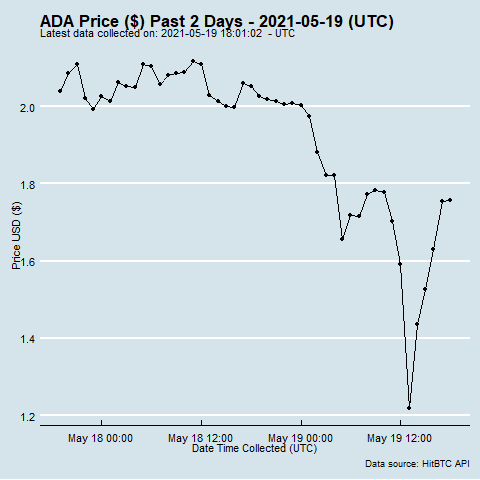 ADA Price ($) Past 2 Days - 2021-05-19 (UTC)
Latest data collected on: 2021-05-19 18:01:02 - UTC
Price USD ($)
2.0
1.8
1.6
1.4
1.2
May 18 00:00 May 18 12:00 May 19 00:00 May 19 12:00
Date Time Collected (UTC)
Data source: HitBTC API